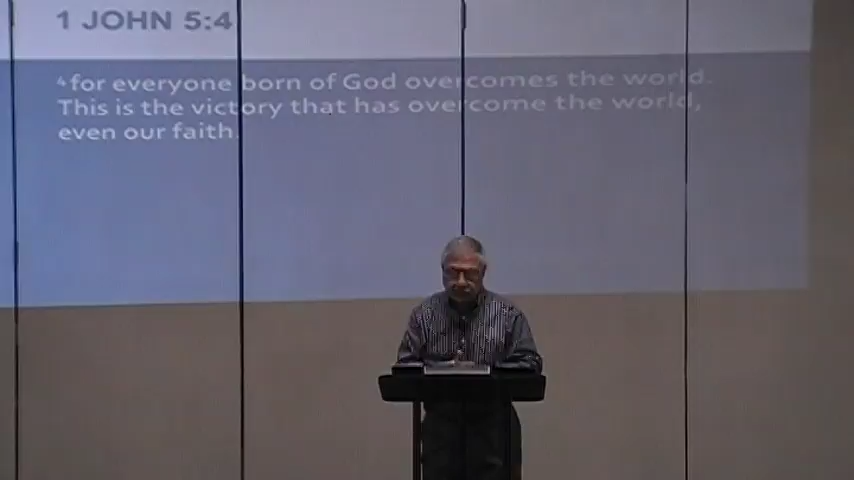 1 JOHN 5:4
4 for everyone born of God overcomes the world.
This is the victory that has overcome the world,
even our faith.